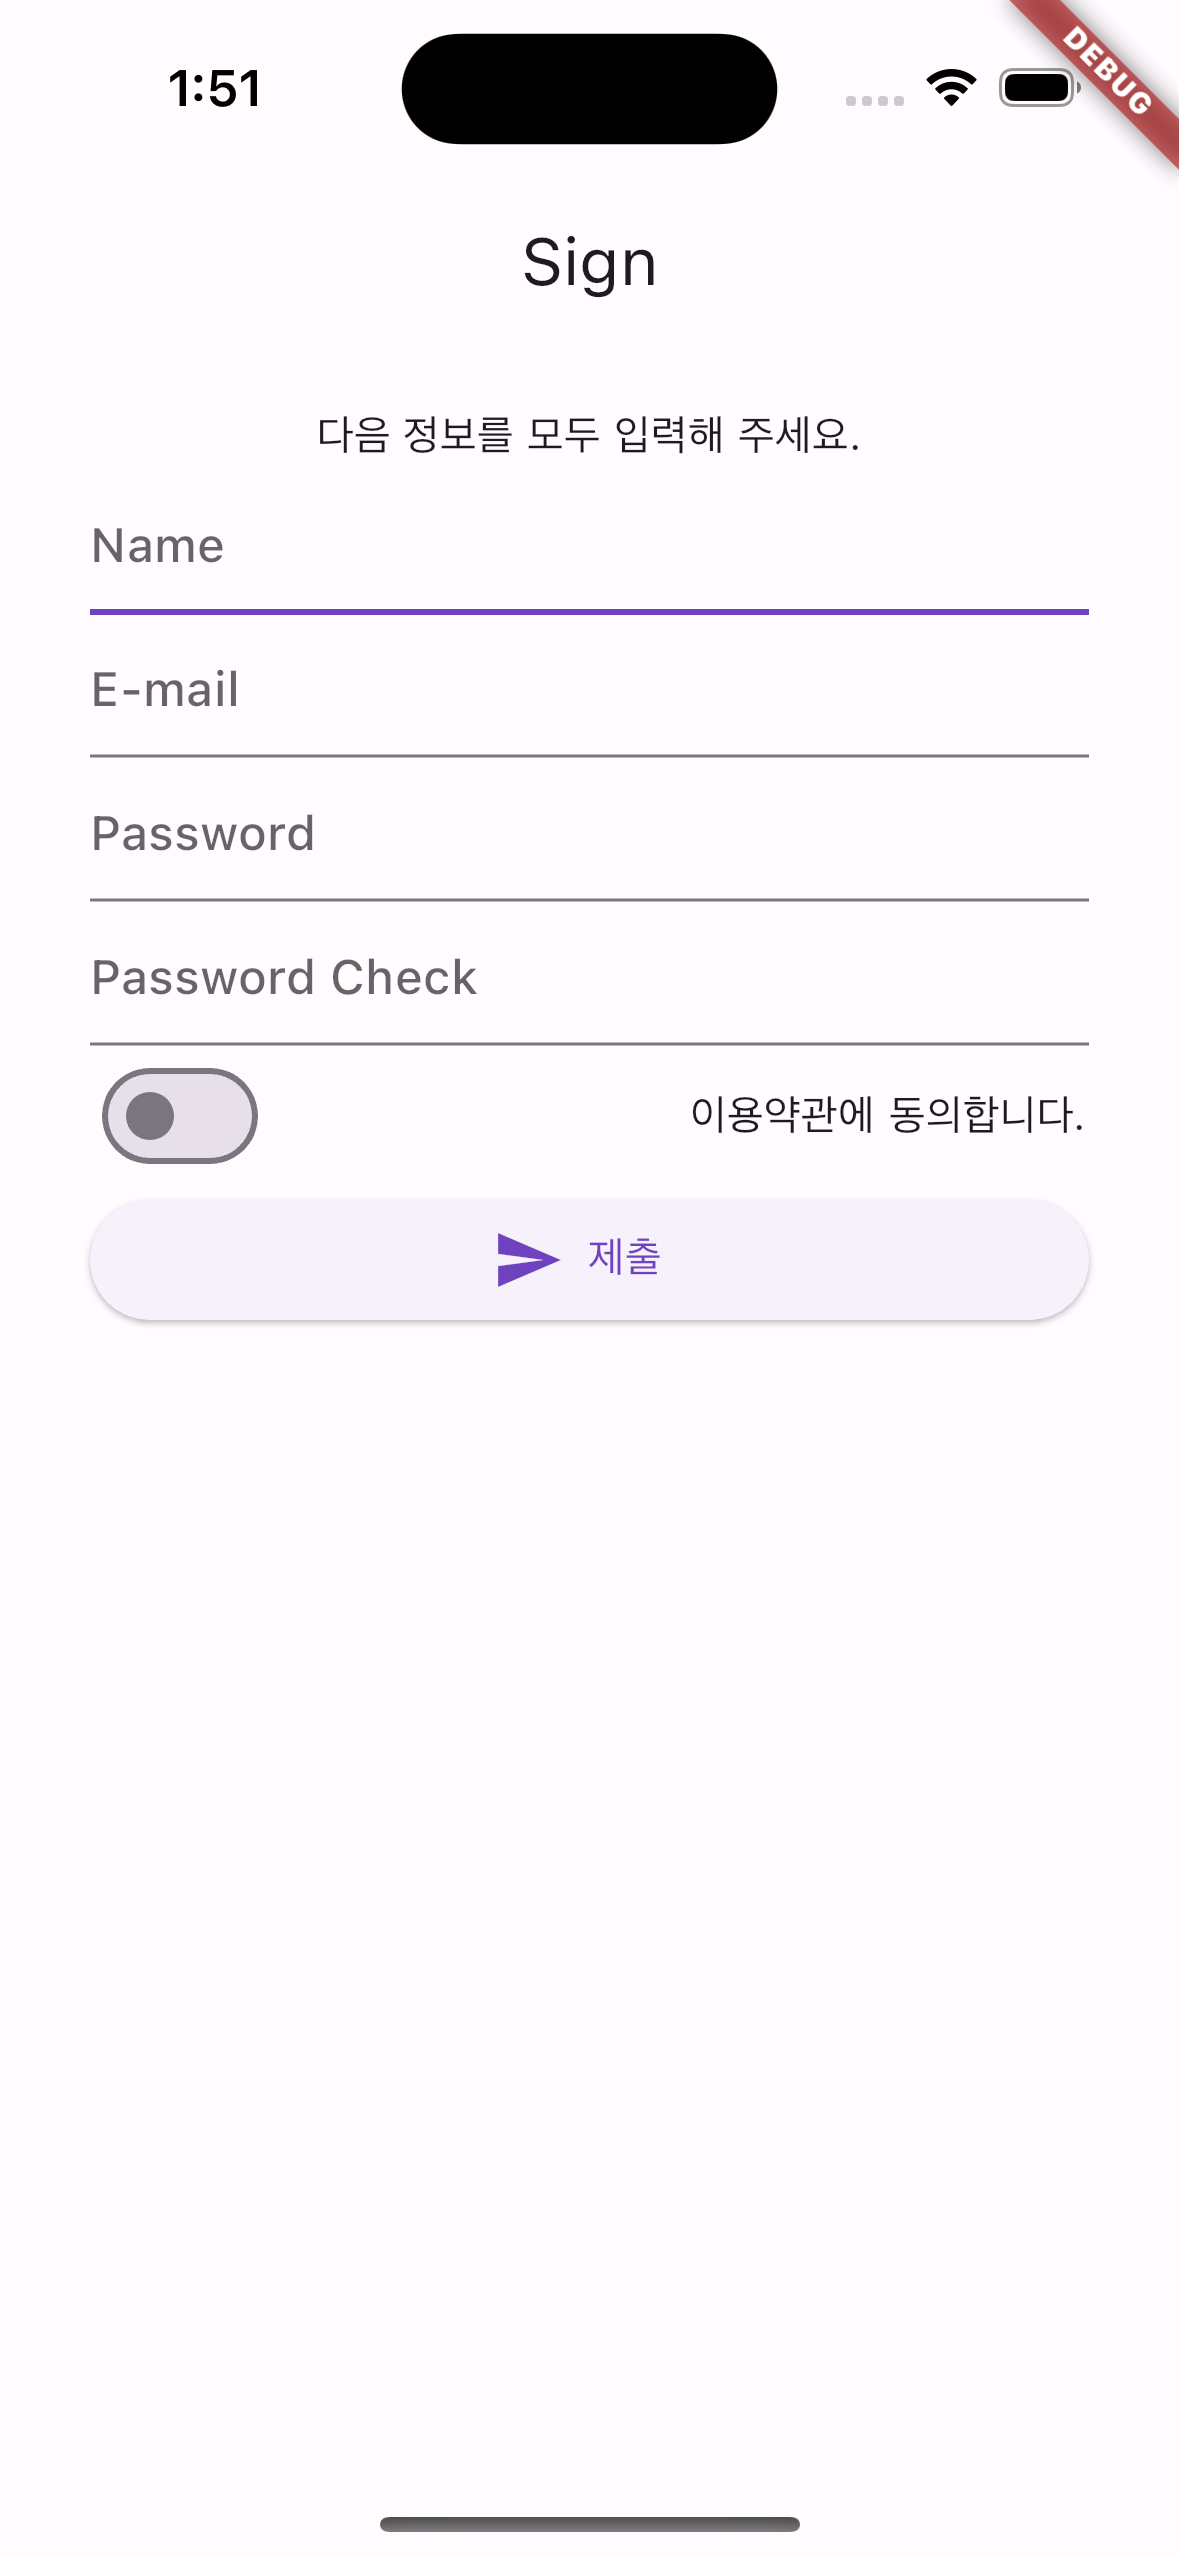 1:51
DEBUG
Sign
다음 정보를 모두 입력해 주세요.
Name
E-mail
Password
Password Check
이용약관에 동의합니다.
제출